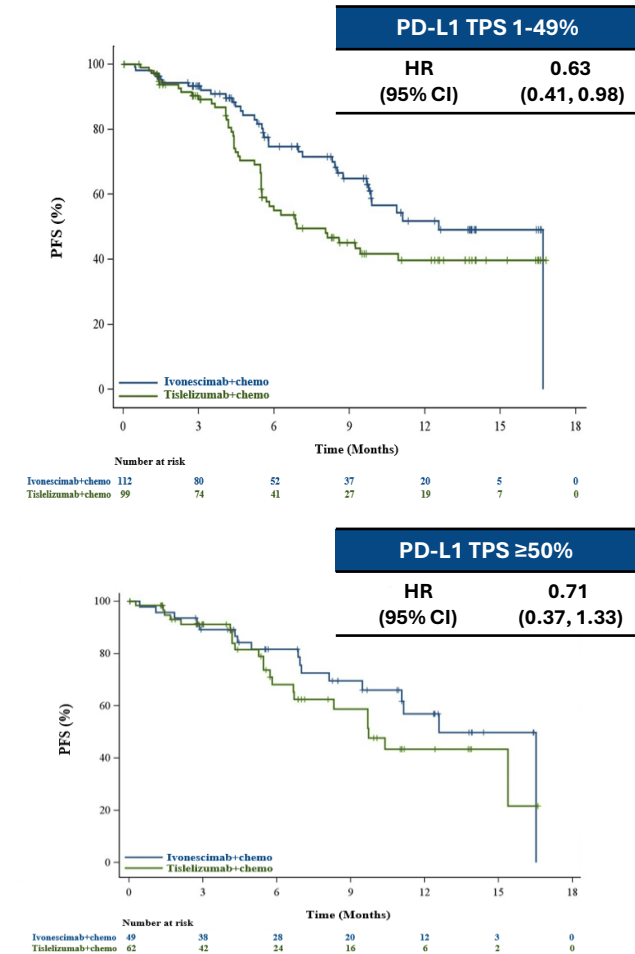 PD-L1 TPS 1-49%
HR 0.63
(95% CI) (0.41, 0.98)
100
80
60
40
20
0
PFS (%)
Ivonescimab+chemo
Tislelizumab+chemo
0 3 6 9 12 15 18
Time (Months)
Number at risk
Ivonescimab+chemo 112 80 52 37 20 5 0
Tislelizumab+chemo 99 74 41 27 19 7 0
PD-L1 TPS ≥50%
HR 0.71
(95% CI) (0.37, 1.33)
100
80
60
40
20
0
PFS (%)
Ivonescimab+chemo
Tislelizumab+chemo
0 3 6 9 12 15 18
Time (Months)
Number at risk
Ivonescimab+chemo 49 38 28 20 12 3 0
Tislelizumab+chemo 62 42 24 16 6 2 0